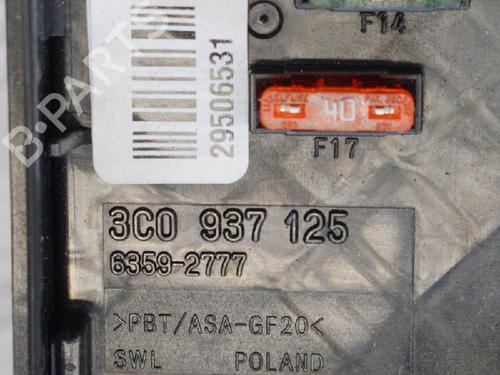 F14
29506531
40
F17
3C0 937 125
6359-2777
>PBT/ASA-GF20<
SWL POLAND
B-PARTS